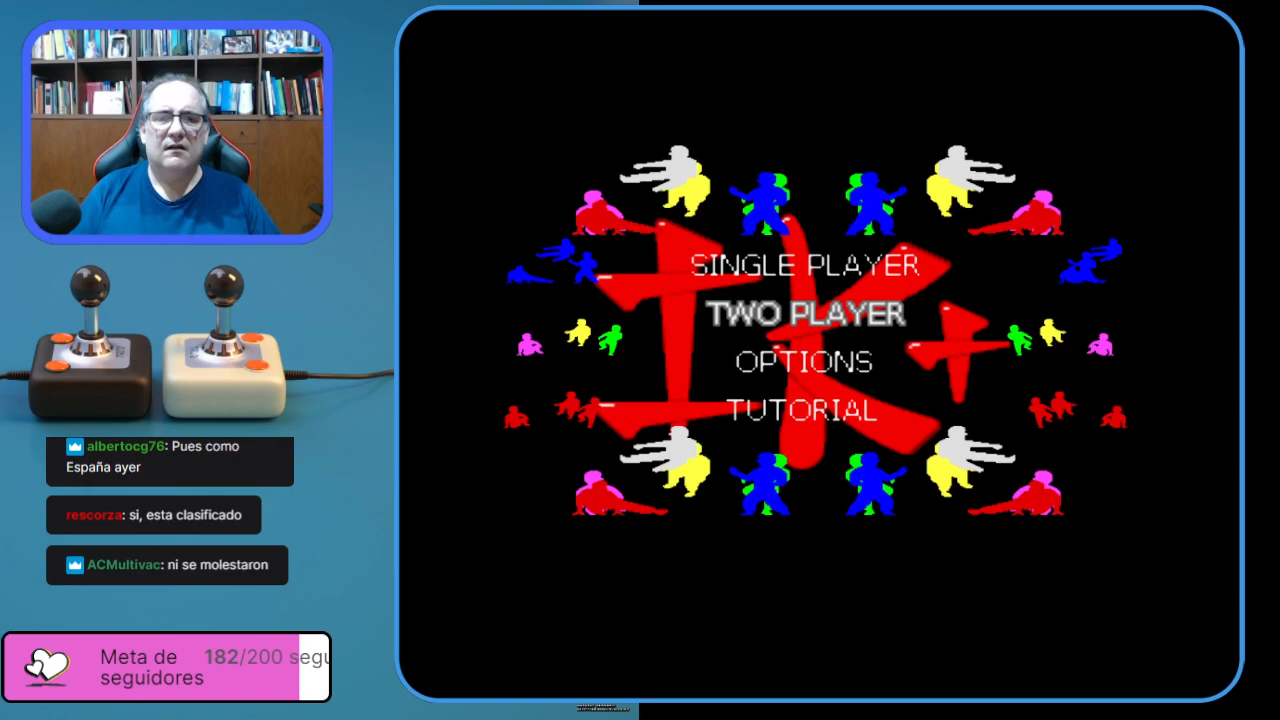 SINGLE PLAYER
TWO PLAYER
OPTIONS
TUTORIAL
IK+
albertocg76: Pues como
España ayer
rescorza: si, esta clasificado
ACMultivac: ni se molestaron
Meta de
seguidores
182/200 segu